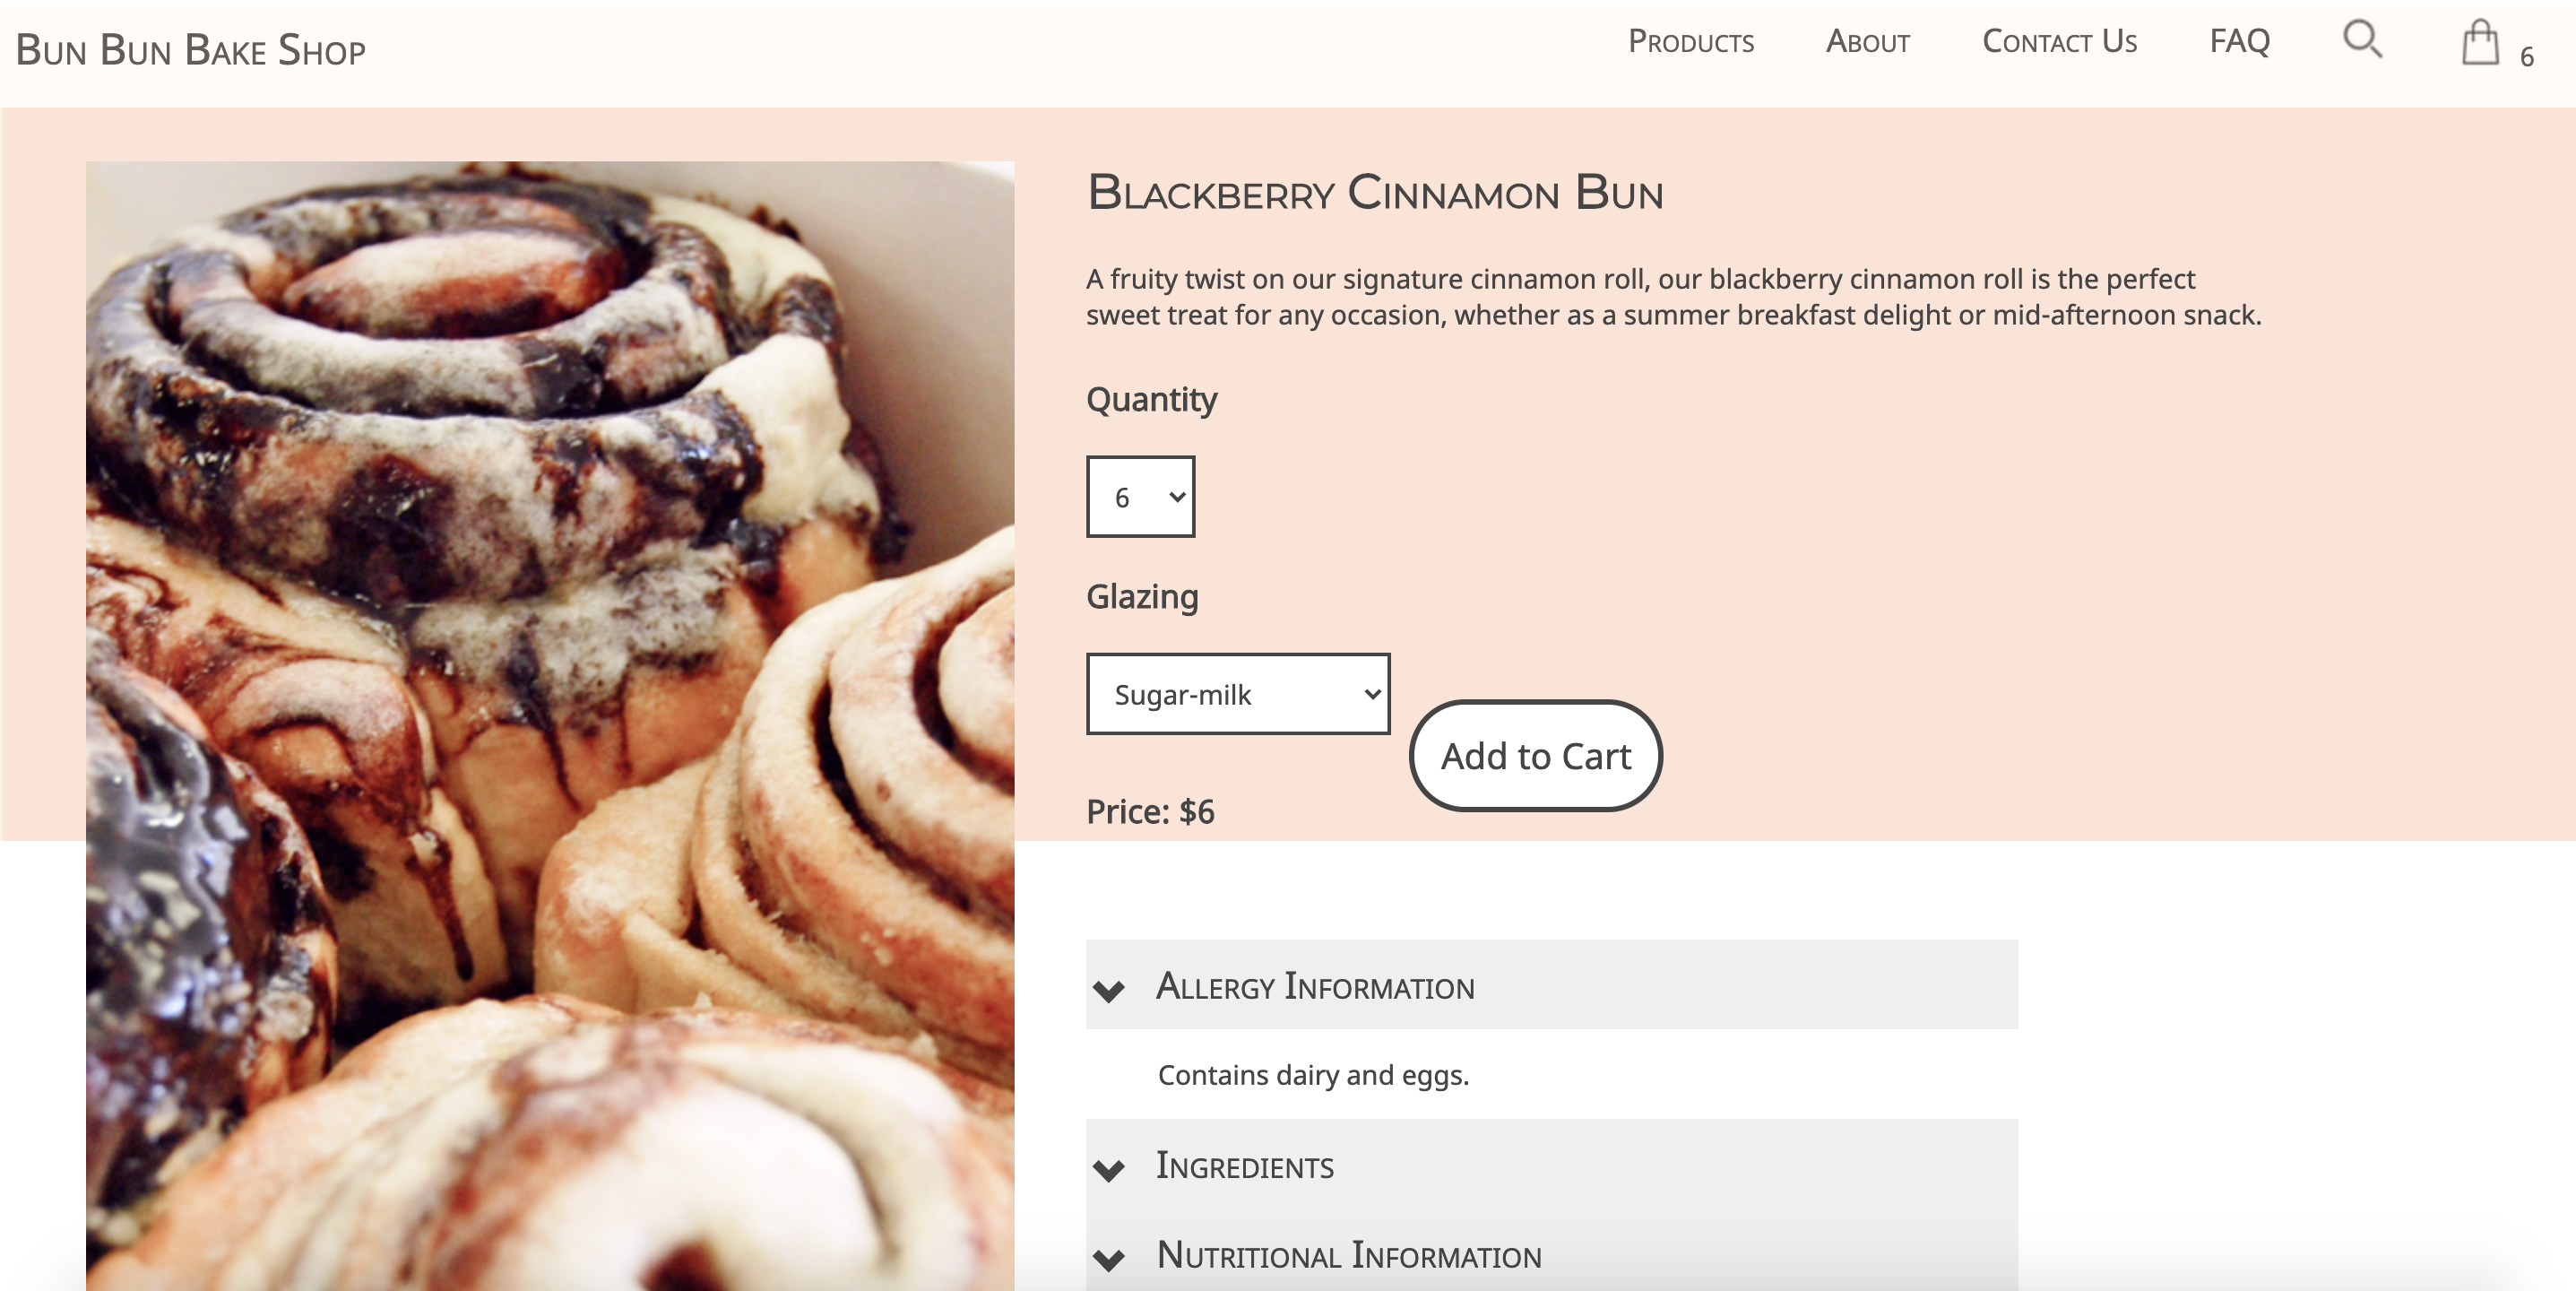 Bun Bun Bake Shop
Products About Contact Us FAQ 6
Blackberry Cinnamon Bun
A fruity twist on our signature cinnamon roll, our blackberry cinnamon roll is the perfect
sweet treat for any occasion, whether as a summer breakfast delight or mid-afternoon snack.
Quantity
6
Glazing
Sugar-milk
Add to Cart
Price: $6
Allergy Information
Contains dairy and eggs.
Ingredients
Nutritional Information